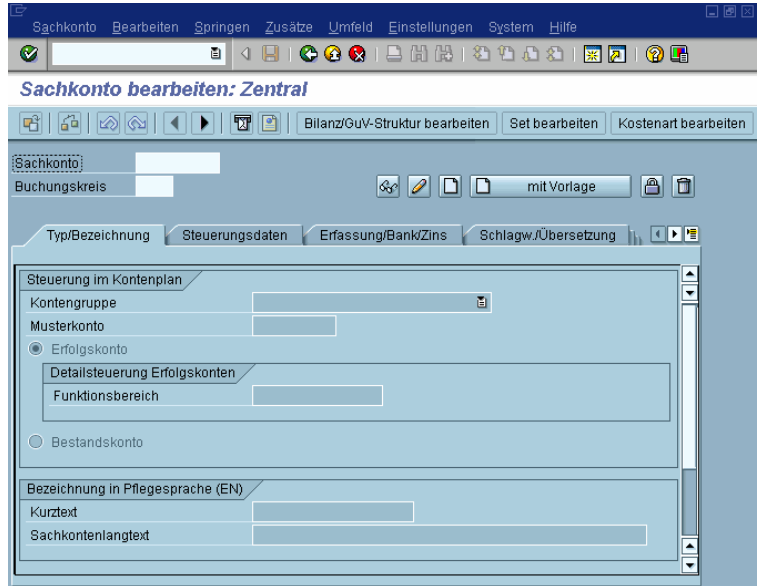 Sachkonto Bearbeiten Springen Zusätze Umfeld Einstellungen System Hilfe
Sachkonto bearbeiten: Zentral
Bilanz/GuV-Struktur bearbeiten Set bearbeiten Kostenart bearbeiten
Sachkonto
Buchungskreis mit Vorlage
Typ/Bezeichnung Steuerungsdaten Erfassung/Bank/Zins Schlagw./Übersetzung
Steuerung im Kontenplan
Kontengruppe
Musterkonto
Erfolgskonto
Detailsteuerung Erfolgskonten
Funktionsbereich
Bestandskonto
Bezeichnung in Pflegesprache (EN)
Kurztext
Sachkontenlangtext